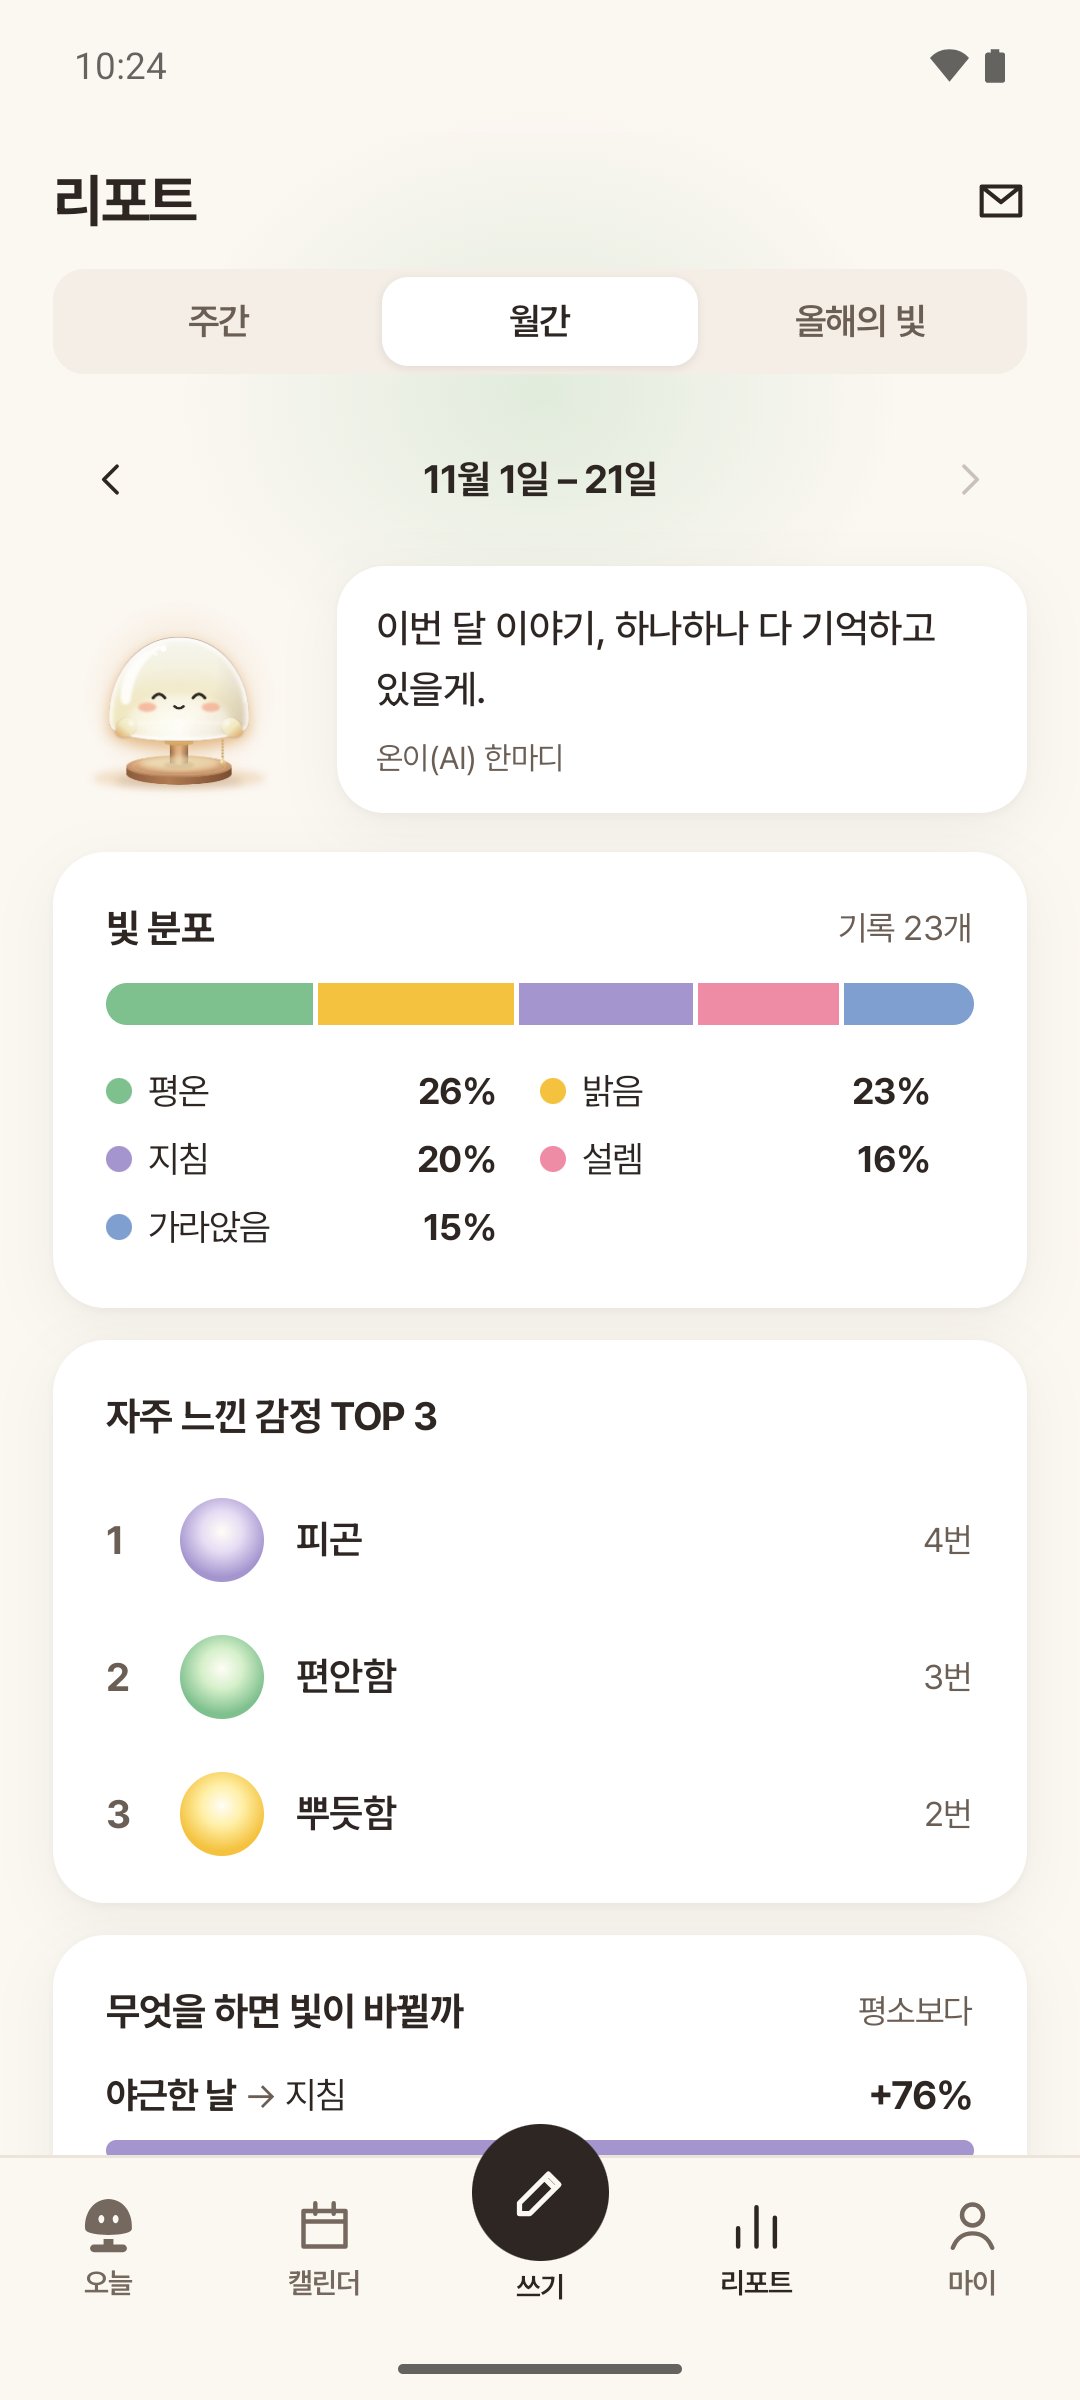 10:24
리포트
주간 월간 올해의 빛
11월 1일 – 21일
이번 달 이야기, 하나하나 다 기억하고
있을게.
온이(AI) 한마디
빛 분포 기록 23개
평온 26% 밝음 23%
지침 20% 설렘 16%
가라앉음 15%
자주 느낀 감정 TOP 3
1 피곤 4번
2 편안함 3번
3 뿌듯함 2번
무엇을 하면 빛이 바뀔까 평소보다
야근한 날 → 지침 +76%
오늘 캘린더 쓰기 리포트 마이